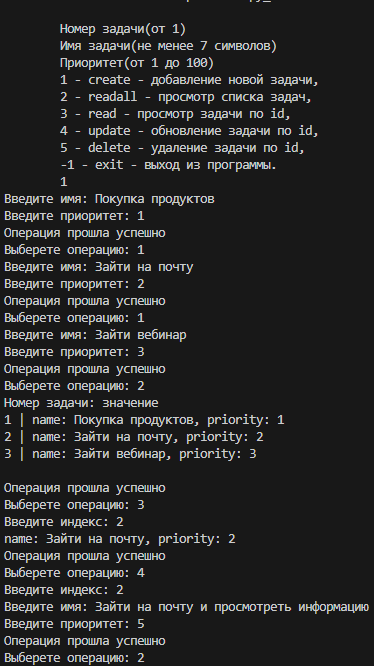 Номер задачи(от 1)
Имя задачи(не менее 7 символов)
Приоритет(от 1 до 100)
1 - create - добавление новой задачи,
2 - readall - просмотр списка задач,
3 - read - просмотр задачи по id,
4 - update - обновление задачи по id,
5 - delete - удаление задачи по id,
-1 - exit - выход из программы.
1
Введите имя: Покупка продуктов
Введите приоритет: 1
Операция прошла успешно
Выберете операцию: 1
Введите имя: Зайти на почту
Введите приоритет: 2
Операция прошла успешно
Выберете операцию: 1
Введите имя: Зайти вебинар
Введите приоритет: 3
Операция прошла успешно
Выберете операцию: 2
Номер задачи: значение
1 | name: Покупка продуктов, priority: 1
2 | name: Зайти на почту, priority: 2
3 | name: Зайти вебинар, priority: 3
Операция прошла успешно
Выберете операцию: 3
Введите индекс: 2
name: Зайти на почту, priority: 2
Операция прошла успешно
Выберете операцию: 4
Введите индекс: 2
Введите имя: Зайти на почту и просмотреть информацию
Введите приоритет: 5
Операция прошла успешно
Выберете операцию: 2